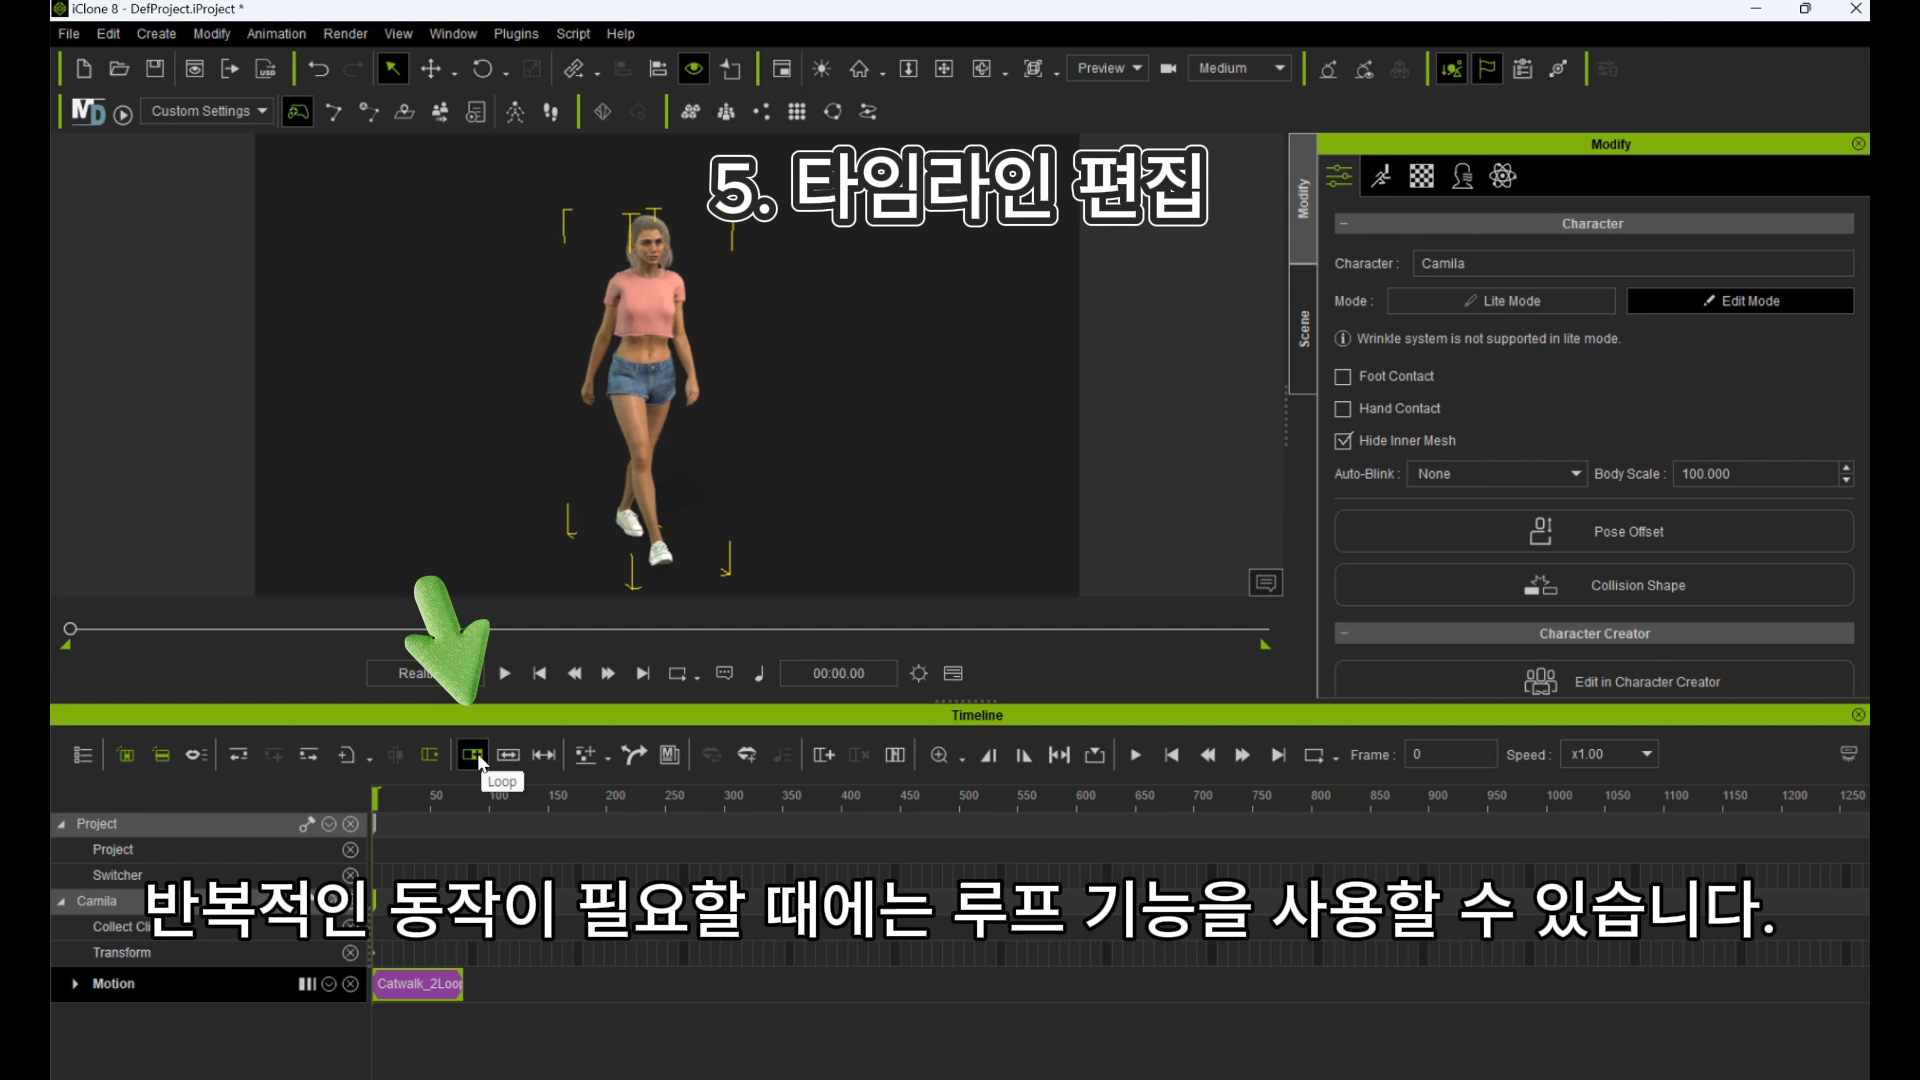 iClone 8 - DefProject.iProject *
File Edit Create Modify Animation Render View Window Plugins Script Help
USD
Preview
Medium
MD
Custom Settings
5. 타임라인 편집
Modify
Modify
Scene
Character
Character : Camila
Mode : Lite Mode Edit Mode
Wrinkle system is not supported in lite mode.
Foot Contact
Hand Contact
Hide Inner Mesh
Auto-Blink : None Body Scale : 100.000
Pose Offset
Collision Shape
Character Creator
Edit in Character Creator
00:00.00
Timeline
Frame : 0 Speed : x1.00
Loop
50 100 150 200 250 300 350 400 450 500 550 600 650 700 750 800 850 900 950 1000 1050 1100 1150 1200 1250
Project
Project
Switcher
Camila
반복적인 동작이 필요할 때에는 루프 기능을 사용할 수 있습니다.
Collect
Transform
Motion
Catwalk_2Loop